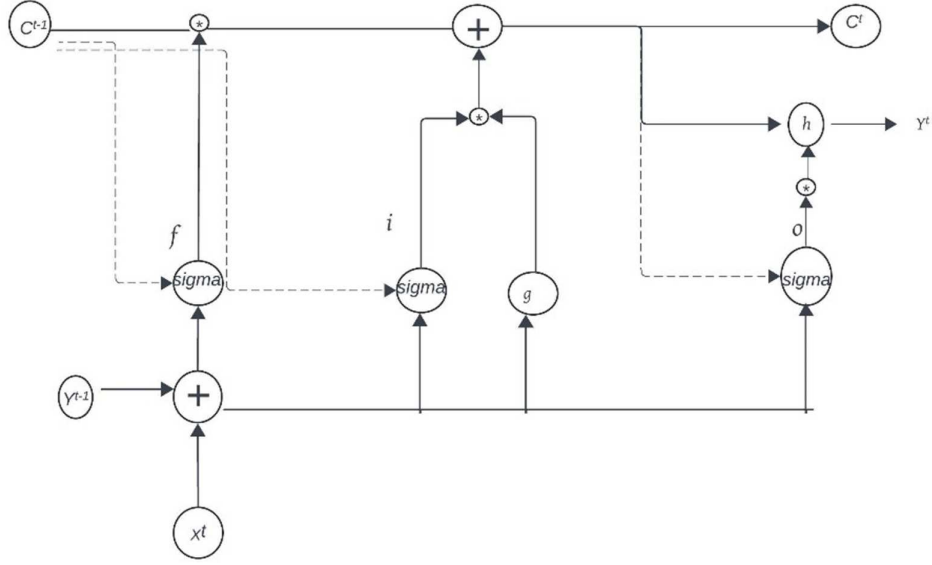 C^t-1
*
+
C^t
*
h
Y^t
*
f
i
o
sigma
sigma
g
sigma
Y^t-1
+
x^t